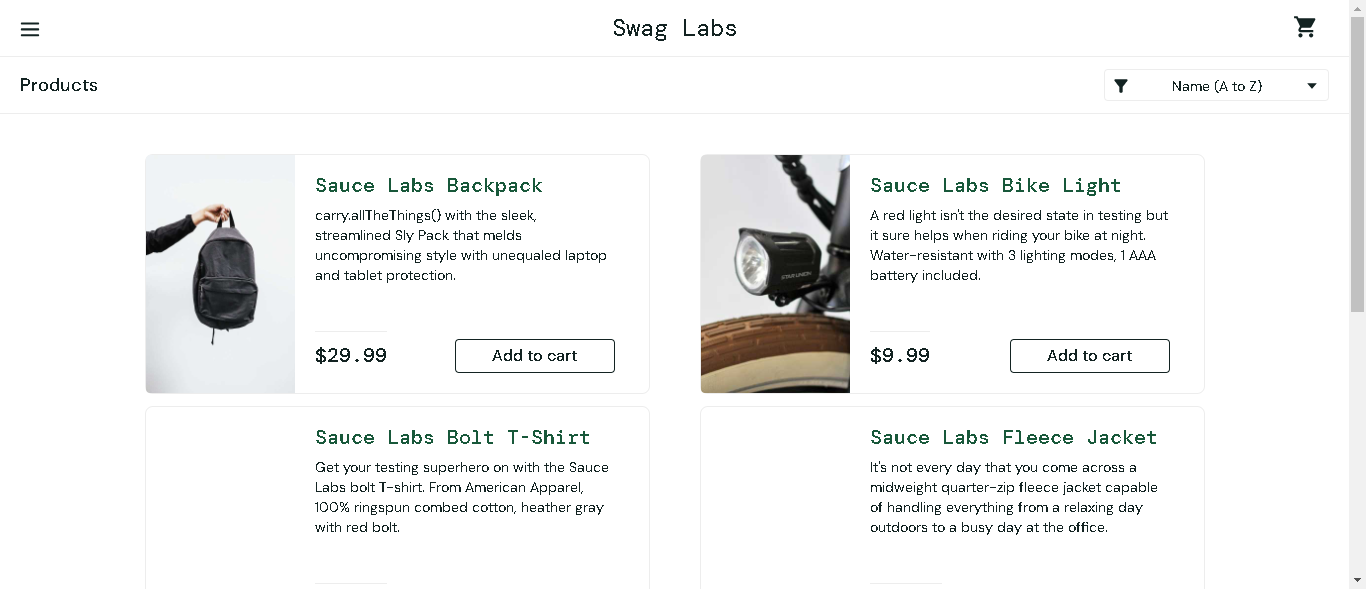 Swag Labs
Products
Name (A to Z)
Sauce Labs Backpack
carry.allTheThings() with the sleek,
streamlined Sly Pack that melds
uncompromising style with unequaled laptop
and tablet protection.
$29.99
Add to cart
Sauce Labs Bike Light
A red light isn't the desired state in testing but
it sure helps when riding your bike at night.
Water-resistant with 3 lighting modes, 1 AAA
battery included.
$9.99
Add to cart
Sauce Labs Bolt T-Shirt
Get your testing superhero on with the Sauce
Labs bolt T-shirt. From American Apparel,
100% ringspun combed cotton, heather gray
with red bolt.
Sauce Labs Fleece Jacket
It's not every day that you come across a
midweight quarter-zip fleece jacket capable
of handling everything from a relaxing day
outdoors to a busy day at the office.